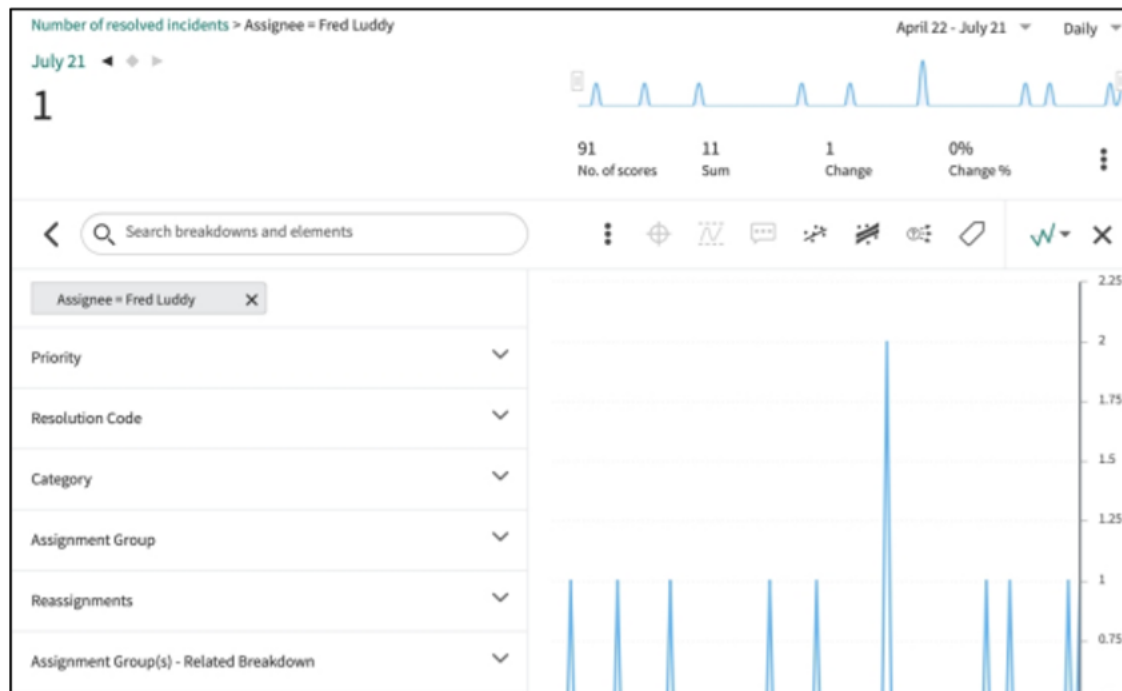 Number of resolved incidents > Assignee = Fred Luddy
April 22 - July 21
Daily
July 21
1
91
No. of scores
11
Sum
1
Change
0%
Change %
Search breakdowns and elements
Assignee = Fred Luddy
Priority
Resolution Code
Category
Assignment Group
Reassignments
Assignment Group(s) - Related Breakdown
2.25
2
1.75
1.5
1.25
1
0.75